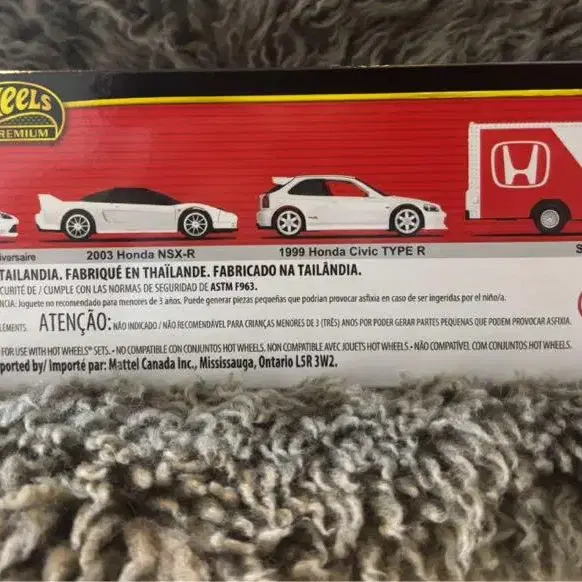 eeLs
REMIUM
iversaire
2003 Honda NSX-R
1999 Honda Civic TYPE R
S
TAILANDIA. FABRIQUÉ EN THAÏLANDE. FABRICADO NA TAILÂNDIA.
CURITÉ DE / CUMPLE CON LAS NORMAS DE SEGURIDAD DE ASTM F963.
NCIA: Juguete no recomendado para menores de 3 años. Puede generar piezas pequeñas que podrían provocar asfixia en caso de ser ingeridas por el niño/a.
ÉLÉMENTS. ATENÇÃO: NÃO INDICADO / NÃO RECOMENDÁVEL PARA CRIANÇAS MENORES DE 3 (TRÊS) ANOS POR PODER GERAR PARTES PEQUENAS QUE PODEM PROVOCAR ASFIXIA.
FOR USE WITH HOT WHEELS® SETS. • NO COMPATIBLE CON CONJUNTOS HOT WHEELS. NON COMPATIBLE AVEC JOUETS HOT WHEELS • NÃO COMPATÍVEL COM CONJUNTOS HOT WHEELS.
ported by/ Importé par: Mattel Canada Inc., Mississauga, Ontario L5R 3W2.